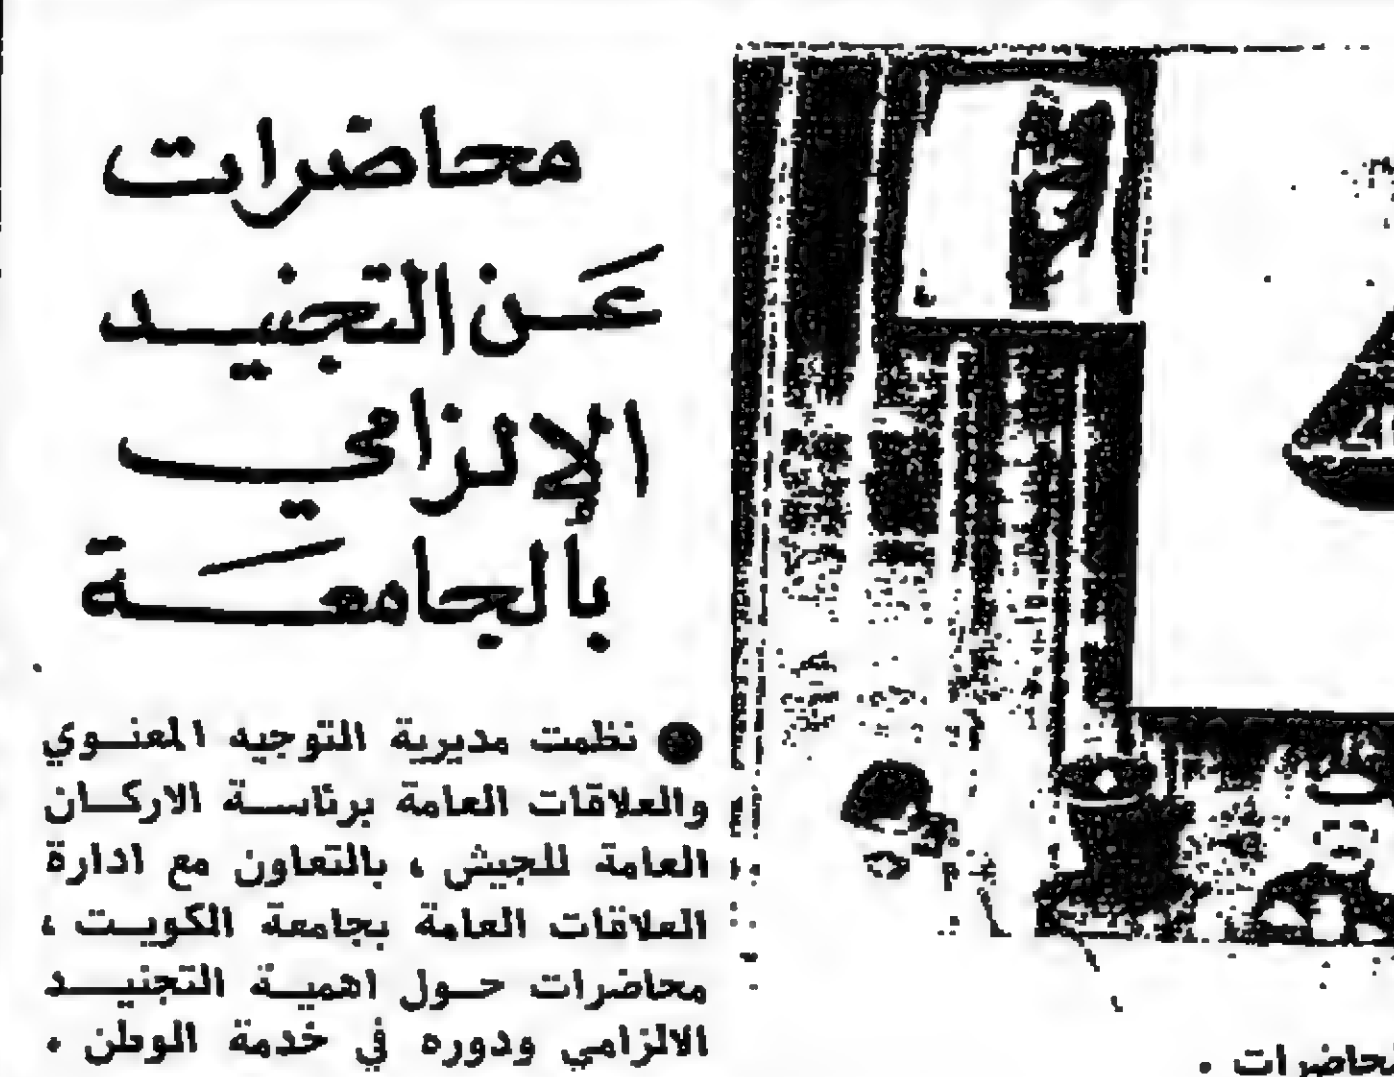 محاضرات
عن التجنيد
الإلزامي
بالجامعة
● نظمت مديرية التوجيه المعنوي
والعلاقات العامة برئاسة الاركان
العامة للجيش ، بالتعاون مع ادارة
العلاقات العامة بجامعة الكويت ،
محاضرات حول اهمية التجنيد
الالزامي ودوره في خدمة الوطن .
لمحاضرات .